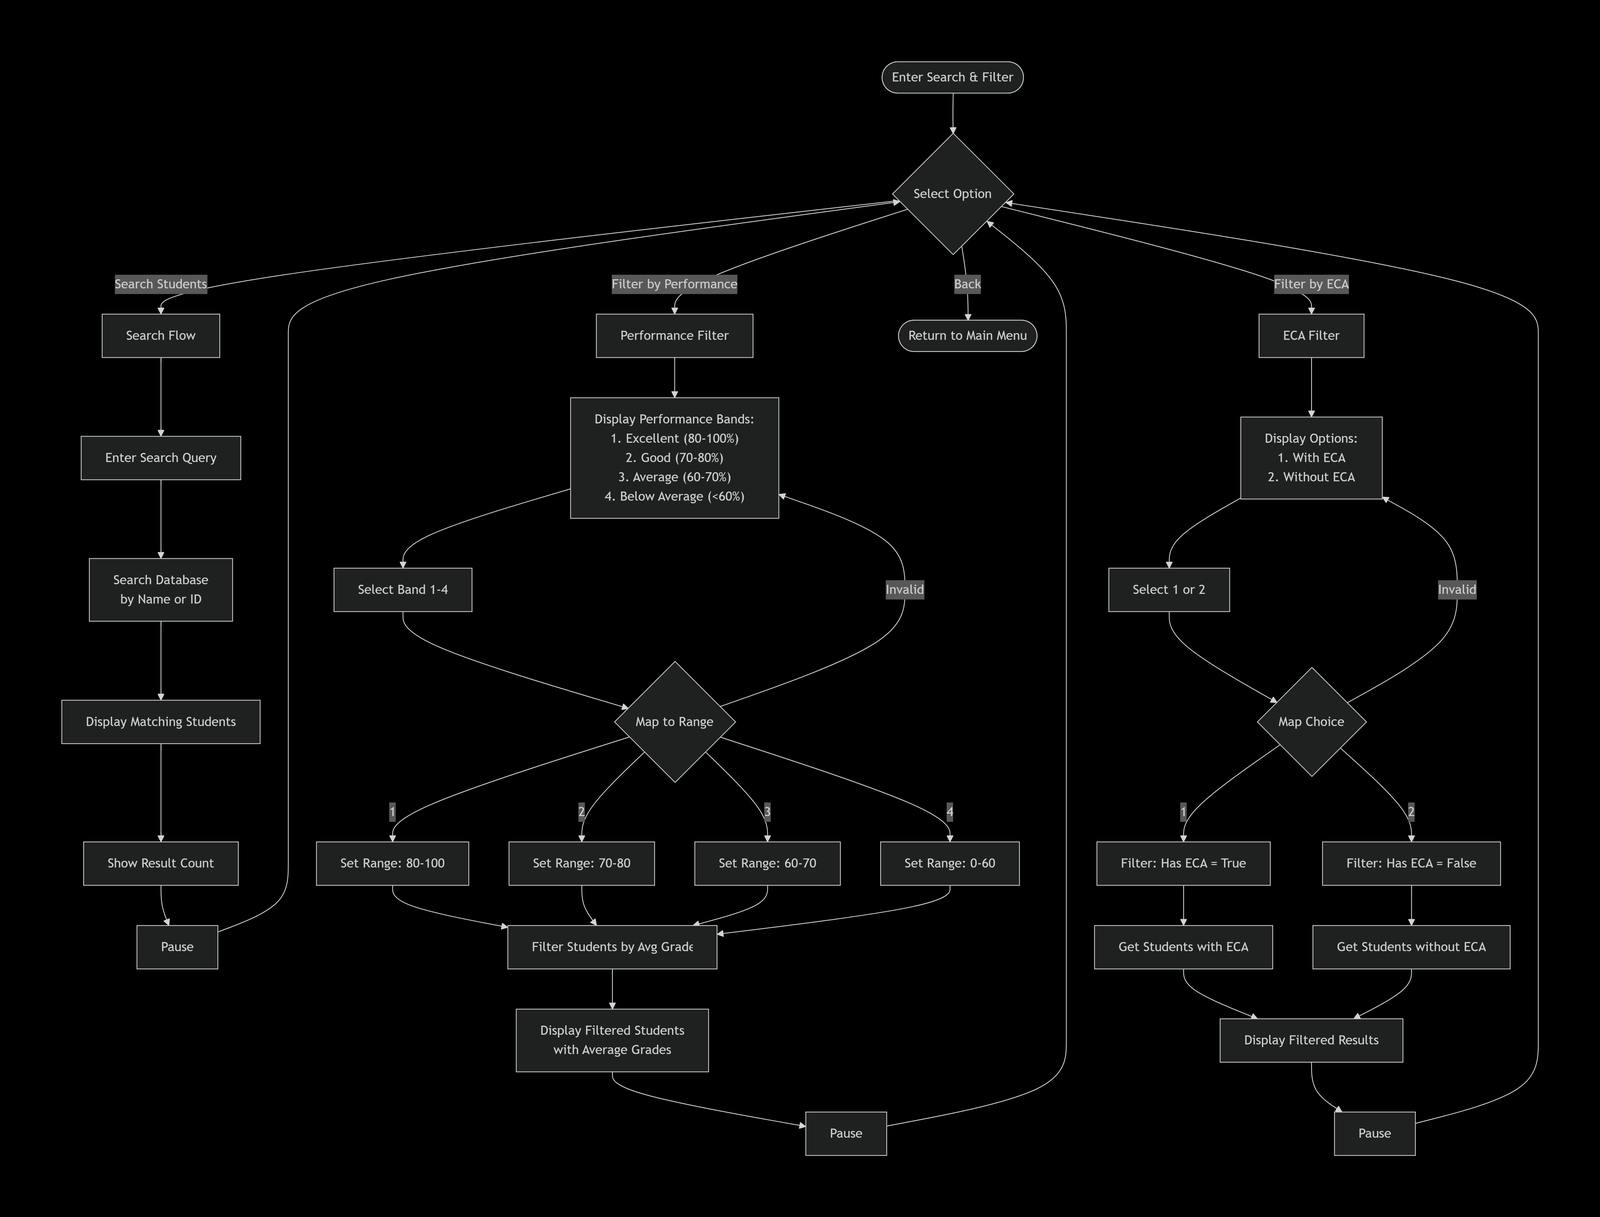 Enter Search & Filter
Select Option
Search Students
Filter by Performance
Back
Filter by ECA
Search Flow
Performance Filter
Return to Main Menu
ECA Filter
Display Performance Bands:
1. Excellent (80-100%)
2. Good (70-80%)
3. Average (60-70%)
4. Below Average (<60%)
Display Options:
1. With ECA
2. Without ECA
Enter Search Query
Search Database
by Name or ID
Select Band 1-4
Invalid
Select 1 or 2
Invalid
Display Matching Students
Map to Range
Map Choice
1
2
3
4
1
2
Show Result Count
Set Range: 80-100
Set Range: 70-80
Set Range: 60-70
Set Range: 0-60
Filter: Has ECA = True
Filter: Has ECA = False
Pause
Filter Students by Avg Grade
Get Students with ECA
Get Students without ECA
Display Filtered Students
with Average Grades
Display Filtered Results
Pause
Pause